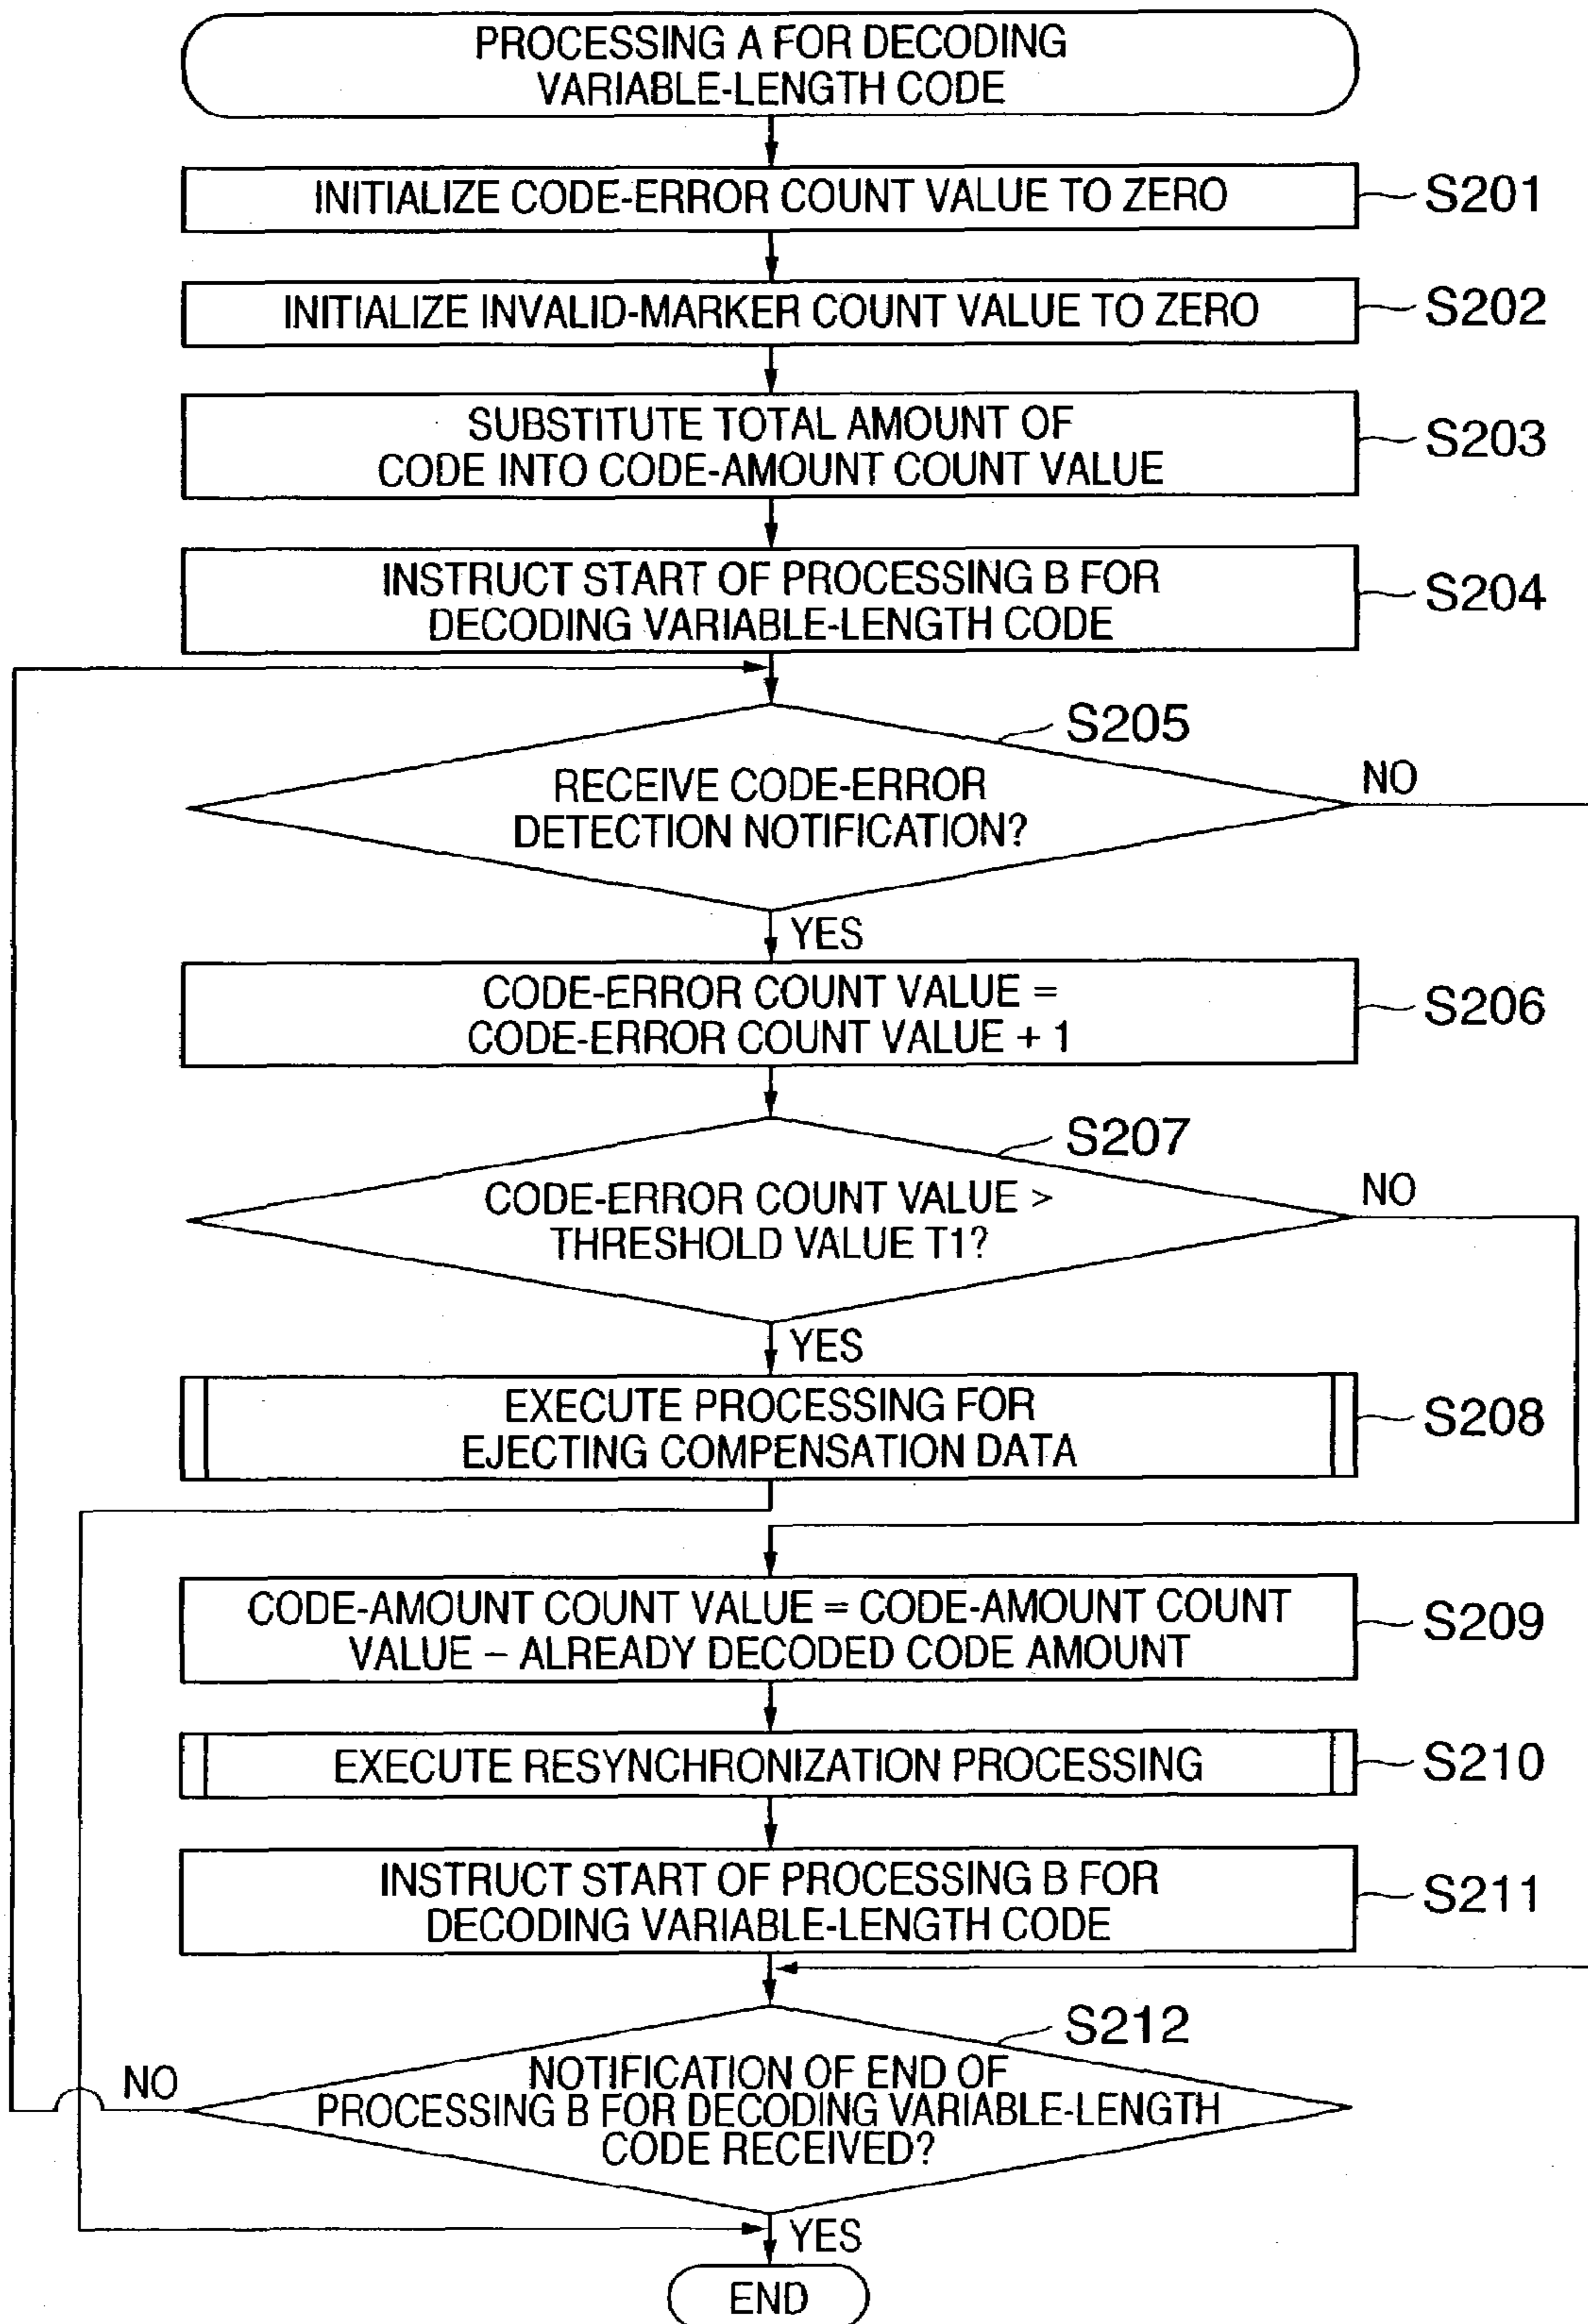 PROCESSING A FOR DECODING
VARIABLE-LENGTH CODE
INITIALIZE CODE-ERROR COUNT VALUE TO ZERO
S201
INITIALIZE INVALID-MARKER COUNT VALUE TO ZERO
S202
SUBSTITUTE TOTAL AMOUNT OF
CODE INTO CODE-AMOUNT COUNT VALUE
S203
INSTRUCT START OF PROCESSING B FOR
DECODING VARIABLE-LENGTH CODE
S204
S205
RECEIVE CODE-ERROR
DETECTION NOTIFICATION?
NO
YES
CODE-ERROR COUNT VALUE =
CODE-ERROR COUNT VALUE + 1
S206
S207
CODE-ERROR COUNT VALUE >
THRESHOLD VALUE T1?
NO
YES
EXECUTE PROCESSING FOR
EJECTING COMPENSATION DATA
S208
CODE-AMOUNT COUNT VALUE = CODE-AMOUNT COUNT
VALUE – ALREADY DECODED CODE AMOUNT
S209
EXECUTE RESYNCHRONIZATION PROCESSING
S210
INSTRUCT START OF PROCESSING B FOR
DECODING VARIABLE-LENGTH CODE
S211
S212
NOTIFICATION OF END OF
PROCESSING B FOR DECODING VARIABLE-LENGTH
CODE RECEIVED?
NO
YES
END